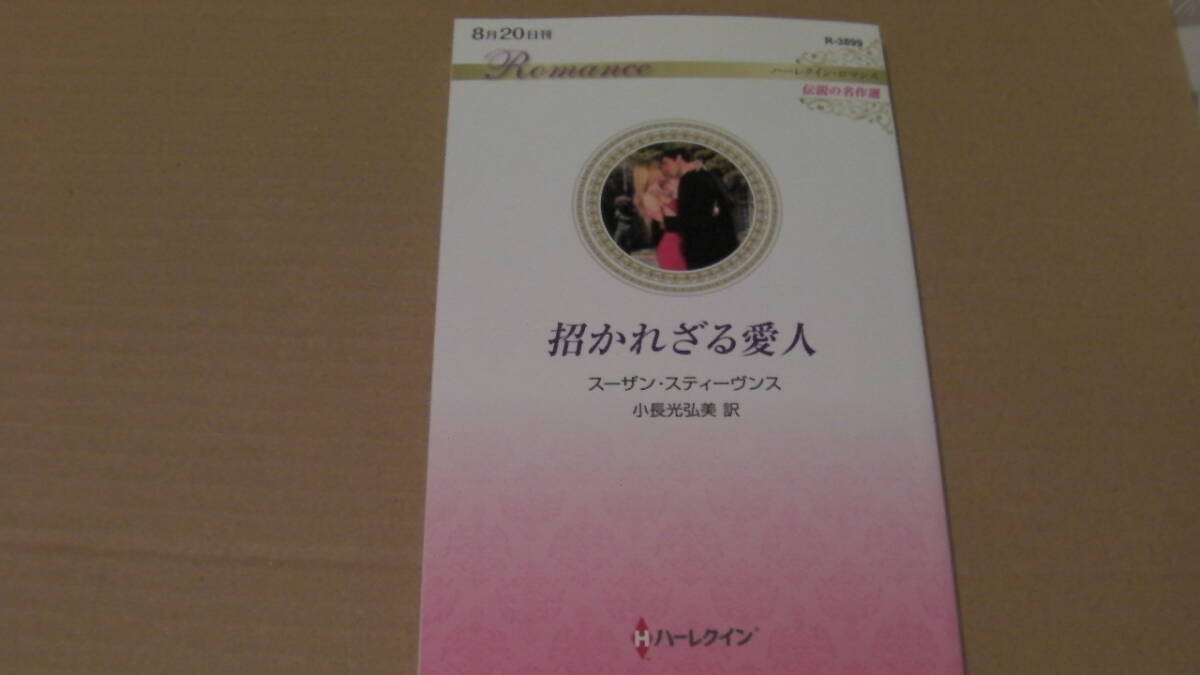 8月20日刊
R-3899
Romance
ハーレクイン・ロマンス
伝説の名作選
招かれざる愛人
スーザン・スティーヴンス
小長光弘美 訳
H ハーレクイン